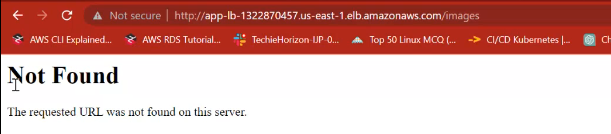 Not secure | http://app-lb-1322870457.us-east-1.elb.amazonaws.com/images
AWS CLI Explained... AWS RDS Tutorial... TechieHorizon-UP-0... Top 50 Linux MCQ (... CI/CD Kubernetes |... Ch
Not Found
The requested URL was not found on this server.